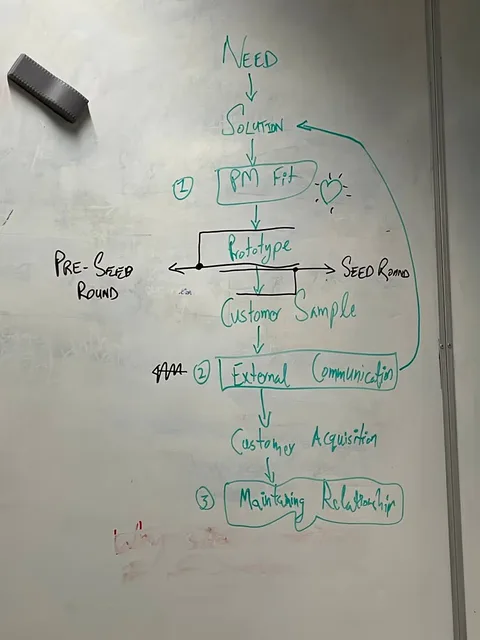 NEED
SOLUTION
1 PM Fit
Prototype
PRE-SEED
ROUND
SEED ROUND
Customer Sample
2 External Communication
Customer Acquisition
3 Maintaining Relationship